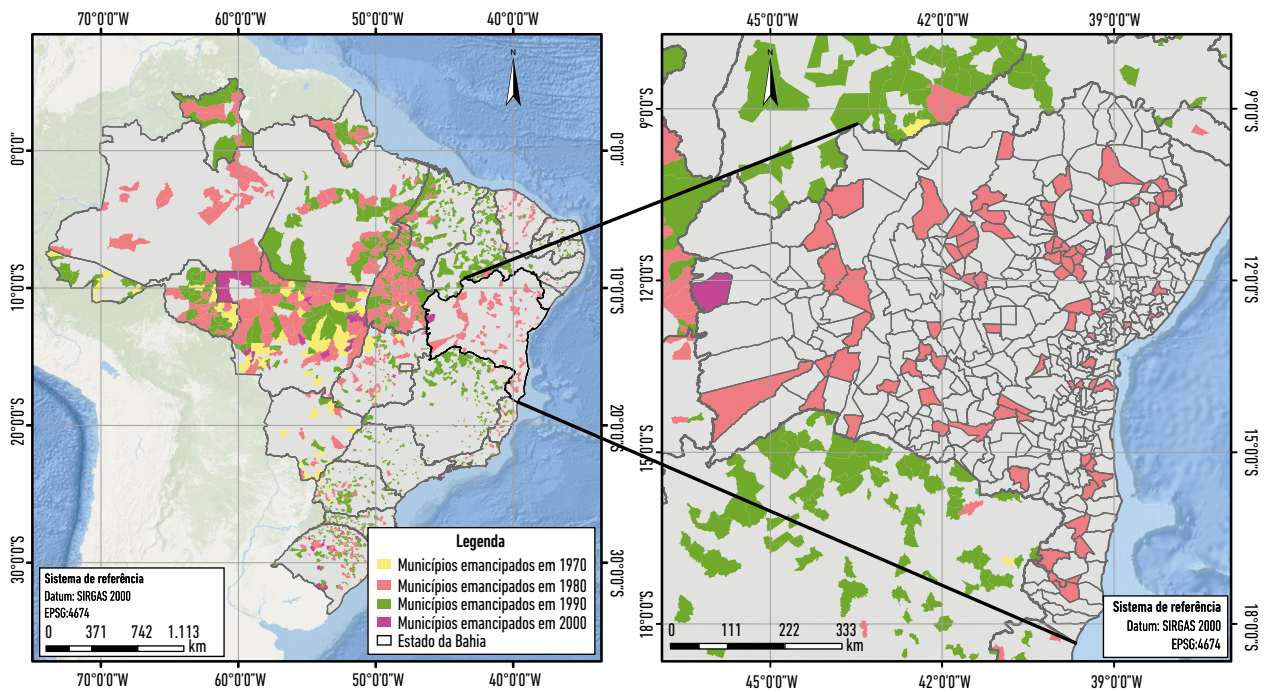 70°0'0"W 60°0'0"W 50°0'0"W 40°0'0"W
45°0'0"W 42°0'0"W 39°0'0"W
N
N
0°0'0"
10°0'0"S
20°0'0"S
30°0'0"S
0°0'0"
10°0'0"S
20°0'0"S
30°0'0"S
Legenda
Municípios emancipados em 1970
Municípios emancipados em 1980
Municípios emancipados em 1990
Municípios emancipados em 2000
Estado da Bahia
Sistema de referência
Datum: SIRGAS 2000
EPSG:4674
0 371 742 1.113
km
70°0'0"W 60°0'0"W 50°0'0"W 40°0'0"W
9°0'0"S
12°0'0"S
15°0'0"S
18°0'0"S
9°0'0"S
12°0'0"S
15°0'0"S
18°0'0"S
0 111 222 333
km
Sistema de referência
Datum: SIRGAS 2000
EPSG:4674
45°0'0"W 42°0'0"W 39°0'0"W